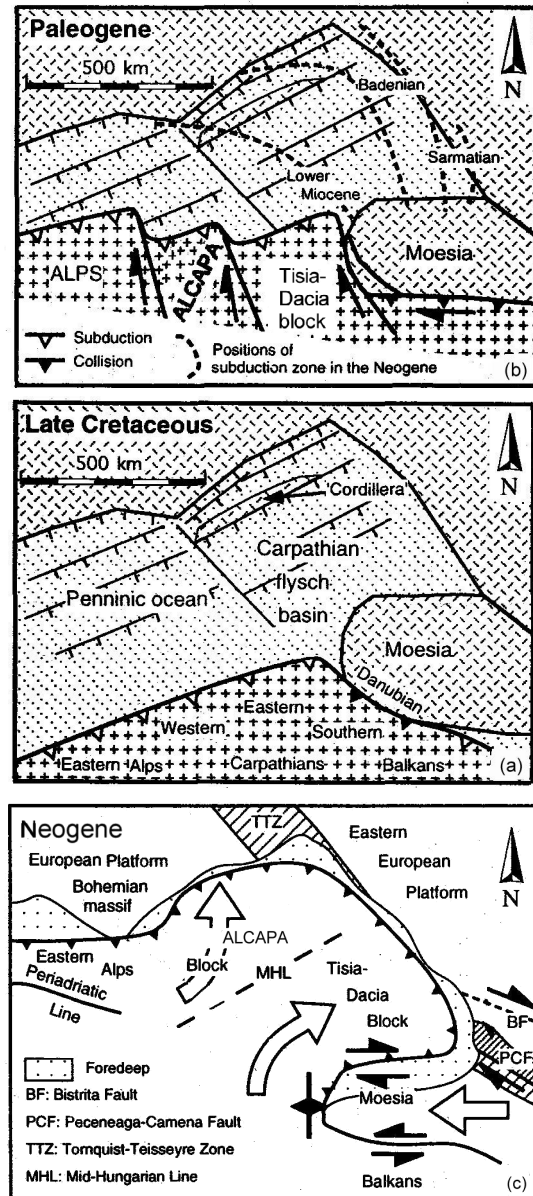 Paleogene
500 km
N
Badenian
Sarmatian
Lower
Miocene
Moesia
ALPS
ALCAPA
Tisia-
Dacia
block
Subduction
Collision
Positions of
subduction zone in the Neogene
(b)
Late Cretaceous
500 km
N
'Cordillera'
Carpathian
flysch
basin
Penninic ocean
Moesia
Danubian
Eastern
Western
Southern
Eastern Alps
Carpathians
Balkans
(a)
Neogene
TTZ
Eastern
European
Platform
N
European Platform
Bohemian
massif
ALCAPA
Block
MHL
Tisia-
Dacia
Block
Eastern
Alps
Periadriatic
Line
BF
PCF
Moesia
Balkans
Foredeep
BF: Bistrita Fault
PCF: Peceneaga-Camena Fault
TTZ: Tornquist-Teisseyre Zone
MHL: Mid-Hungarian Line
(c)